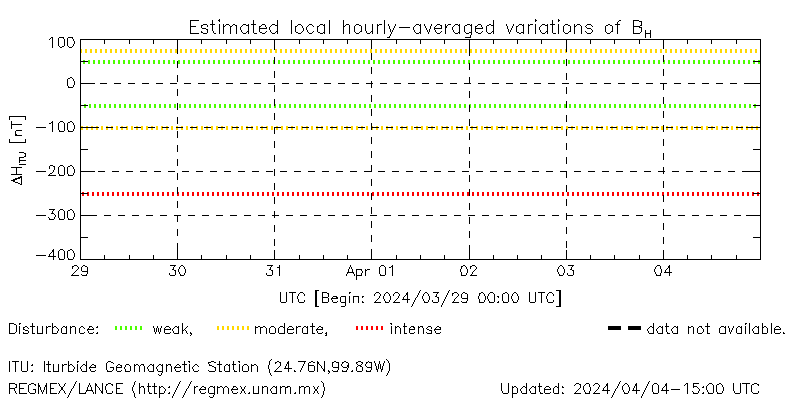 Estimated local hourly-averaged variations of B_H
100
0
-100
-200
-300
-400
ΔH_ITU [nT]
29 30 31 Apr 01 02 03 04
UTC [Begin: 2024/03/29 00:00 UTC]
Disturbance: weak, moderate, intense data not available.
ITU: Iturbide Geomagnetic Station (24.76N,99.89W)
REGMEX/LANCE (http://regmex.unam.mx) Updated: 2024/04/04-15:00 UTC